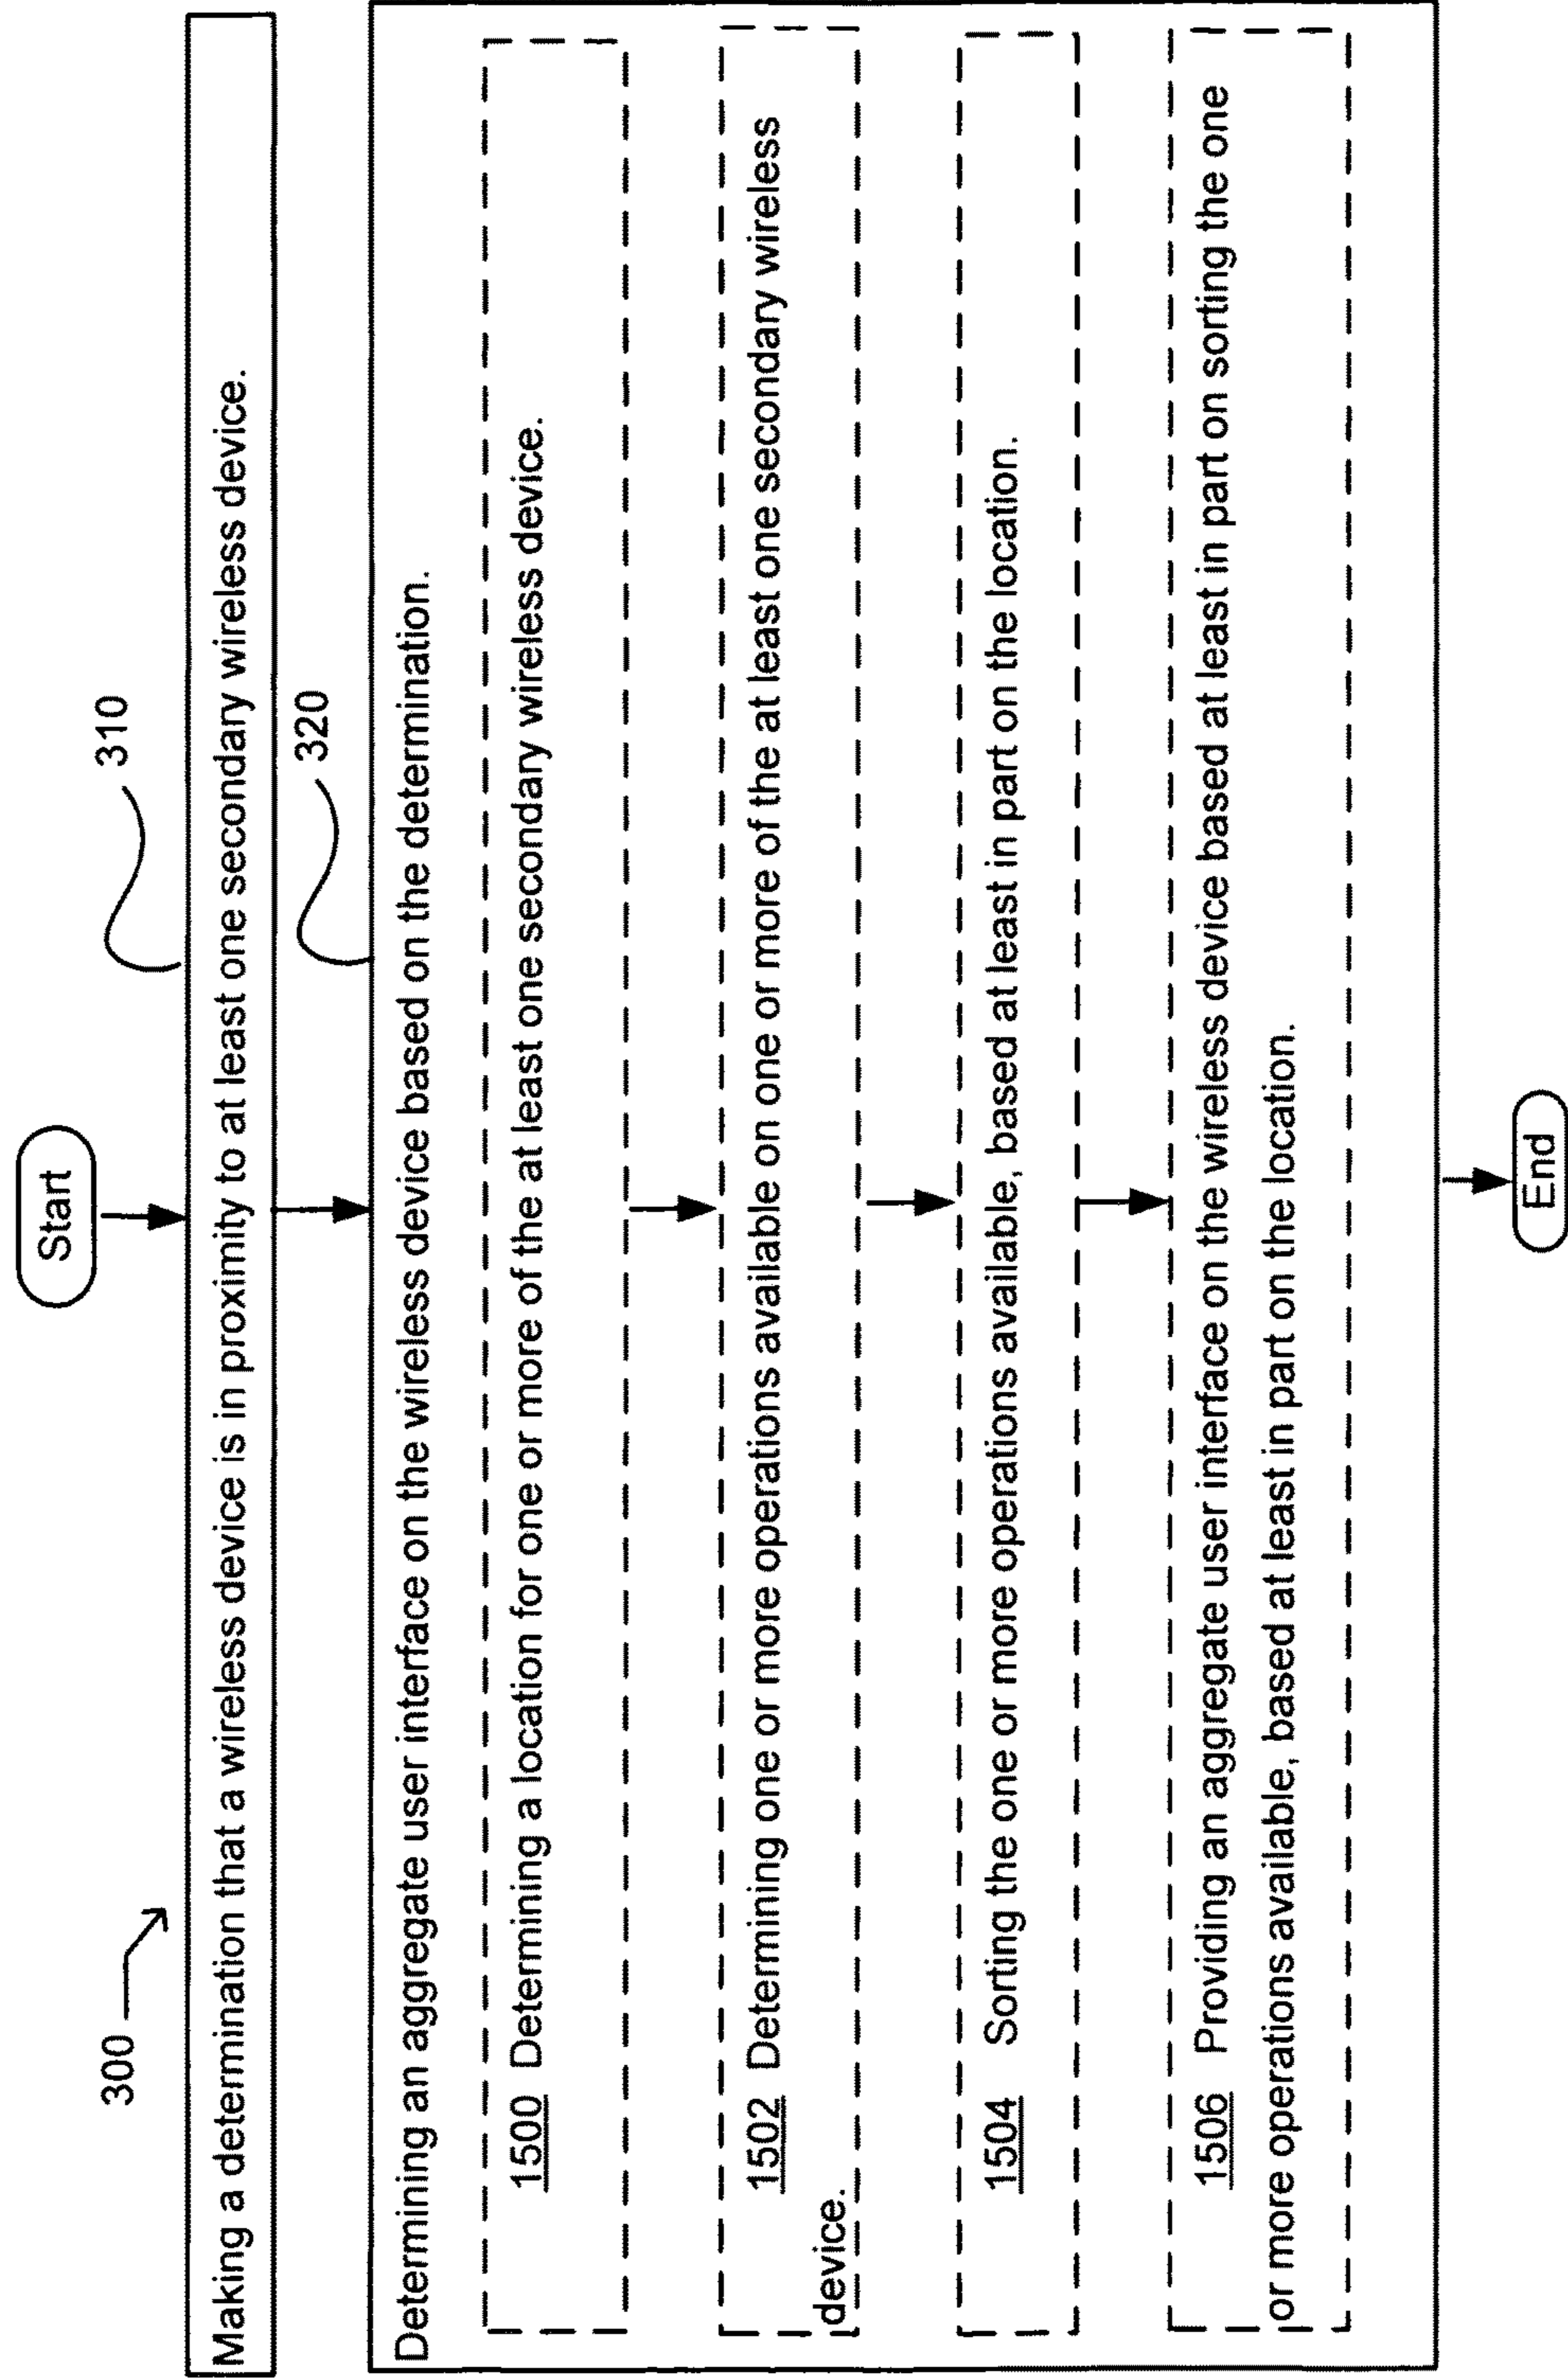 Start
300
310
Making a determination that a wireless device is in proximity to at least one secondary wireless device.
320
Determining an aggregate user interface on the wireless device based on the determination.
1500 Determining a location for one or more of the at least one secondary wireless device.
1502 Determining one or more operations available on one or more of the at least one secondary wireless
device.
1504 Sorting the one or more operations available, based at least in part on the location.
1506 Providing an aggregate user interface on the wireless device based at least in part on sorting the one
or more operations available, based at least in part on the location.
End